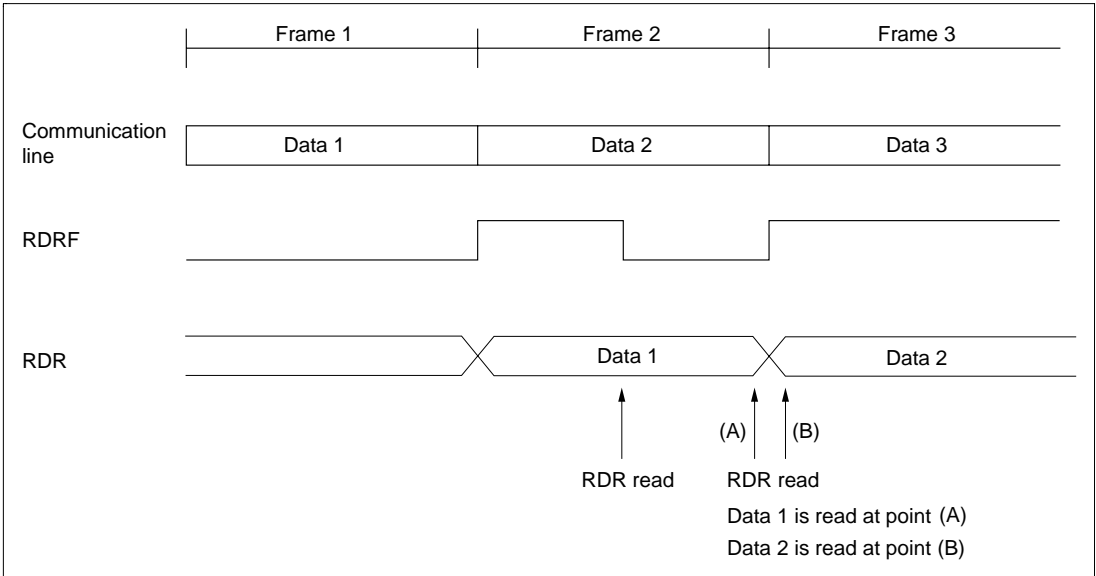 Frame 1 Frame 2 Frame 3
Communication
line
Data 1 Data 2 Data 3
RDRF
RDR
Data 1 Data 2
(A) (B)
RDR read RDR read
Data 1 is read at point (A)
Data 2 is read at point (B)